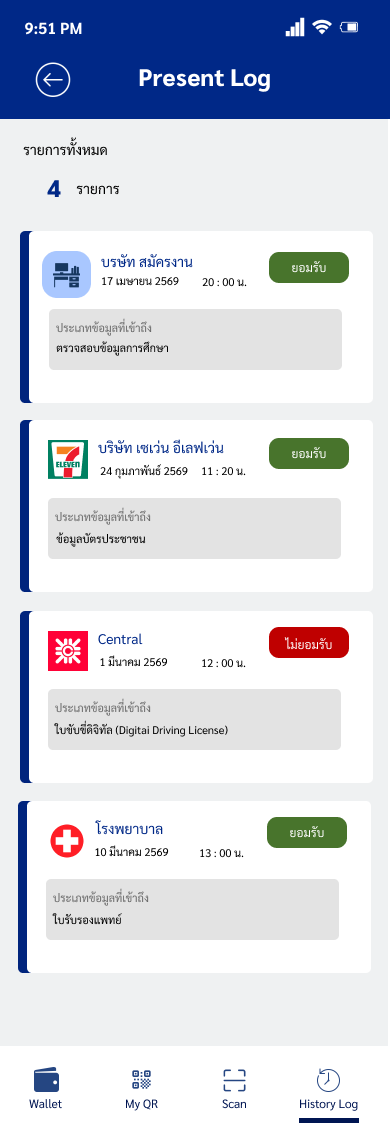 9:51 PM
Present Log
รายการทั้งหมด
4 รายการ
บรษัท สมัครงาน
17 เมษายน 2569 20 : 00 น.
ยอมรับ
ประเภทข้อมูลที่เข้าถึง
ตรวจสอบข้อมูลการศึกษา
7
ELEVEN
บริษัท เซเว่น อีเลฟเว่น
24 กุมภาพันธ์ 2569 11 : 20 น.
ยอมรับ
ประเภทข้อมูลที่เข้าถึง
ข้อมูลบัตรประชาชน
Central
1 มีนาคม 2569 12 : 00 น.
ไม่ยอมรับ
ประเภทข้อมูลที่เข้าถึง
ใบขับขี่ดิจิทัล (Digitai Driving License)
โรงพยาบาล
10 มีนาคม 2569 13 : 00 น.
ยอมรับ
ประเภทข้อมูลที่เข้าถึง
ใบรับรองแพทย์
Wallet My QR Scan History Log